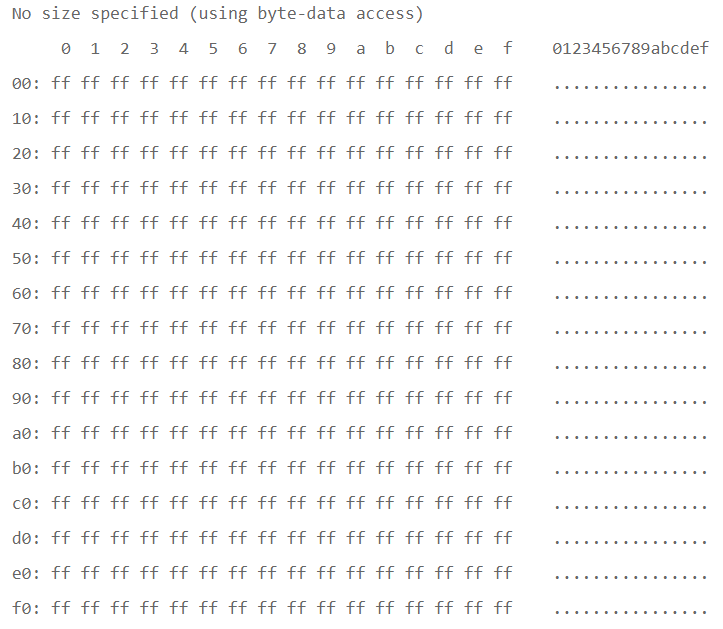 No size specified (using byte-data access)
     0  1  2  3  4  5  6  7  8  9  a  b  c  d  e  f    0123456789abcdef
00: ff ff ff ff ff ff ff ff ff ff ff ff ff ff ff ff    ................
10: ff ff ff ff ff ff ff ff ff ff ff ff ff ff ff ff    ................
20: ff ff ff ff ff ff ff ff ff ff ff ff ff ff ff ff    ................
30: ff ff ff ff ff ff ff ff ff ff ff ff ff ff ff ff    ................
40: ff ff ff ff ff ff ff ff ff ff ff ff ff ff ff ff    ................
50: ff ff ff ff ff ff ff ff ff ff ff ff ff ff ff ff    ................
60: ff ff ff ff ff ff ff ff ff ff ff ff ff ff ff ff    ................
70: ff ff ff ff ff ff ff ff ff ff ff ff ff ff ff ff    ................
80: ff ff ff ff ff ff ff ff ff ff ff ff ff ff ff ff    ................
90: ff ff ff ff ff ff ff ff ff ff ff ff ff ff ff ff    ................
a0: ff ff ff ff ff ff ff ff ff ff ff ff ff ff ff ff    ................
b0: ff ff ff ff ff ff ff ff ff ff ff ff ff ff ff ff    ................
c0: ff ff ff ff ff ff ff ff ff ff ff ff ff ff ff ff    ................
d0: ff ff ff ff ff ff ff ff ff ff ff ff ff ff ff ff    ................
e0: ff ff ff ff ff ff ff ff ff ff ff ff ff ff ff ff    ................
f0: ff ff ff ff ff ff ff ff ff ff ff ff ff ff ff ff    ................